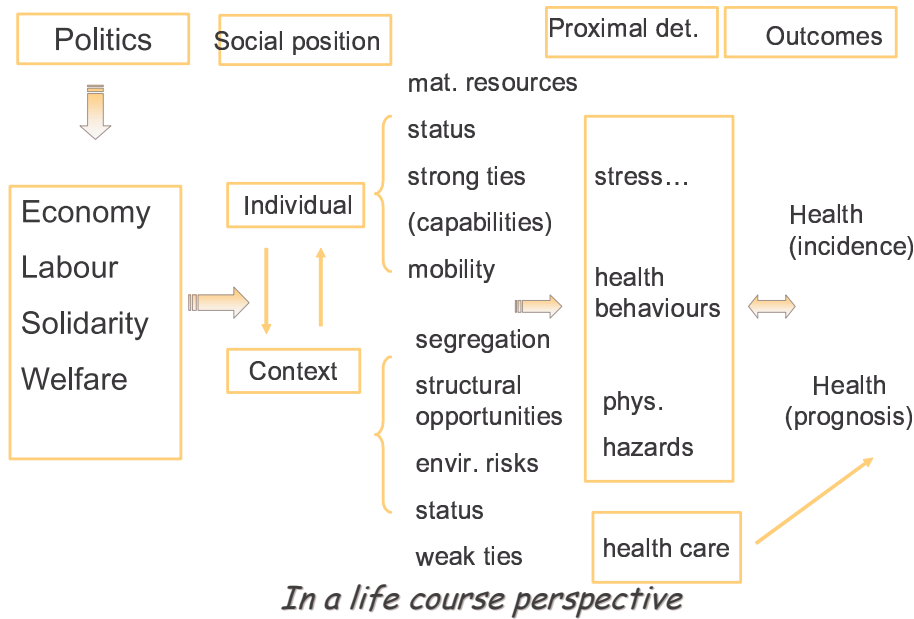 Politics
Social position
Proximal det.
Outcomes
Economy
Labour
Solidarity
Welfare
Individual
Context
mat. resources
status
strong ties
(capabilities)
mobility
segregation
structural
opportunities
envir. risks
status
weak ties
stress...
health
behaviours
phys.
hazards
health care
Health
(incidence)
Health
(prognosis)
In a life course perspective